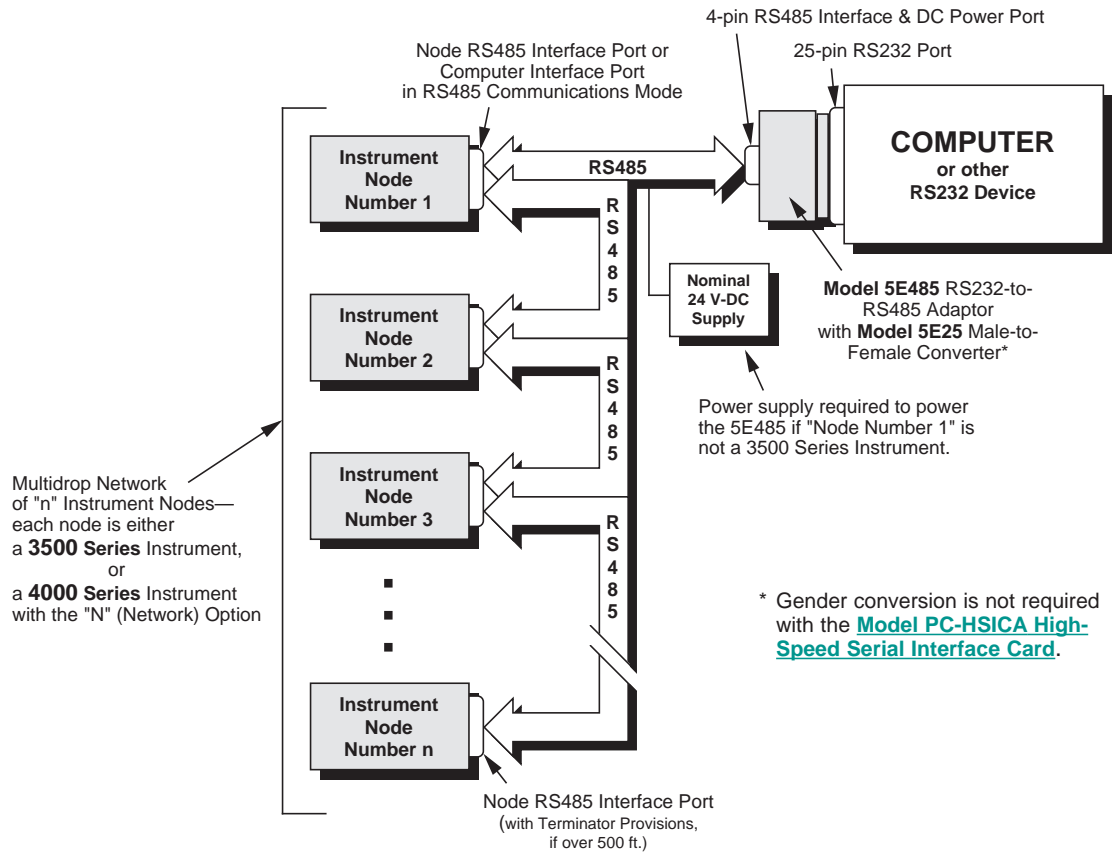 4-pin RS485 Interface & DC Power Port
25-pin RS232 Port
Node RS485 Interface Port or
Computer Interface Port
in RS485 Communications Mode
COMPUTER
or other
RS232 Device
Instrument
Node
Number 1
RS485
R
S
4
8
5
Nominal
24 V-DC
Supply
Model 5E485 RS232-to-
RS485 Adaptor
with Model 5E25 Male-to-
Female Converter*
Instrument
Node
Number 2
R
S
4
8
5
Power supply required to power
the 5E485 if "Node Number 1" is
not a 3500 Series Instrument.
Multidrop Network
of "n" Instrument Nodes—
each node is either
a 3500 Series Instrument,
or
a 4000 Series Instrument
with the "N" (Network) Option
Instrument
Node
Number 3
R
S
4
8
5
* Gender conversion is not required
with the Model PC-HSICA High-
Speed Serial Interface Card.
Instrument
Node
Number n
Node RS485 Interface Port
(with Terminator Provisions,
if over 500 ft.)